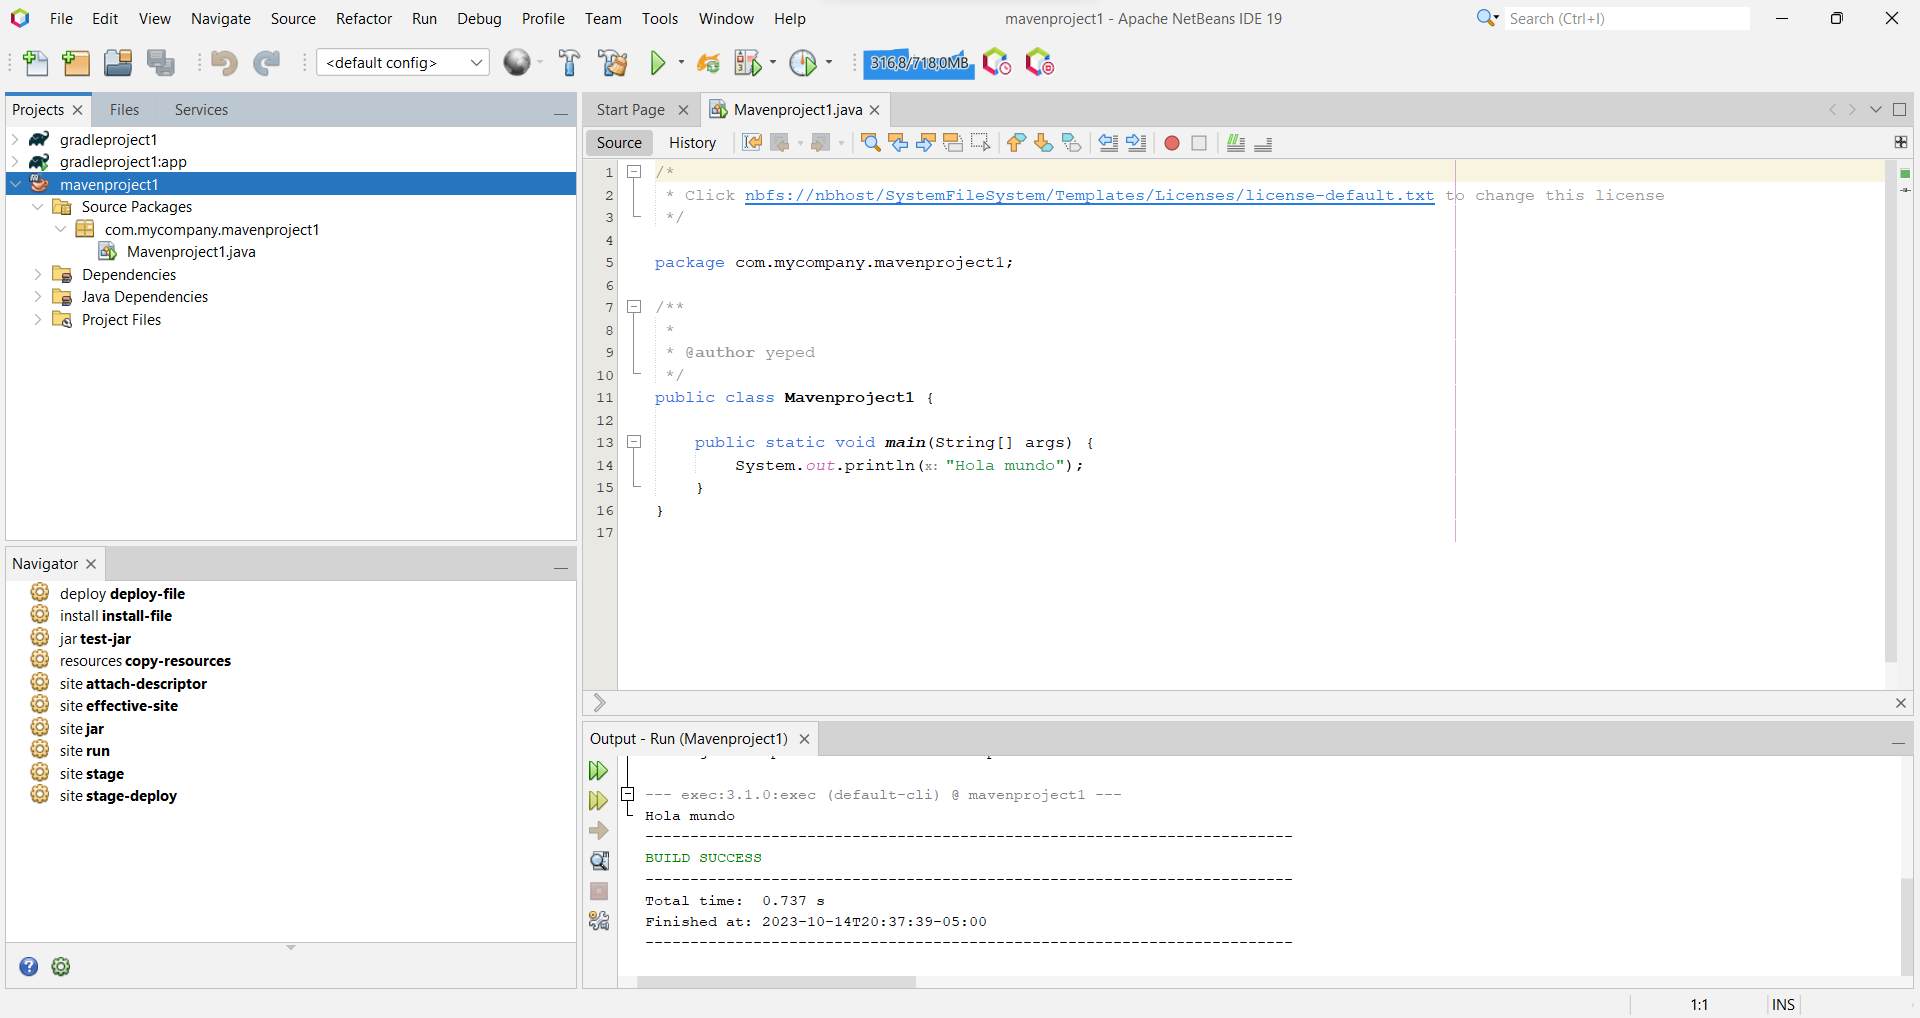 File Edit View Navigate Source Refactor Run Debug Profile Team Tools Window Help
mavenproject1 - Apache NetBeans IDE 19
Search (Ctrl+I)
<default config>
316,8/718,0MB
Projects
Files
Services
gradleproject1
gradleproject1:app
mavenproject1
Source Packages
com.mycompany.mavenproject1
Mavenproject1.java
Dependencies
Java Dependencies
Project Files
Navigator
deploy deploy-file
install install-file
jar test-jar
resources copy-resources
site attach-descriptor
site effective-site
site jar
site run
site stage
site stage-deploy
Start Page
Mavenproject1.java
Source
History
1 /*
2 * Click nbfs://nbhost/SystemFileSystem/Templates/Licenses/license-default.txt to change this license
3 */
4
5 package com.mycompany.mavenproject1;
6
7 /**
8 *
9 * @author yeped
10 */
11 public class Mavenproject1 {
12
13 public static void main(String[] args) {
14 System.out.println(x: "Hola mundo");
15 }
16 }
17
Output - Run (Mavenproject1)
--- exec:3.1.0:exec (default-cli) @ mavenproject1 ---
Hola mundo
------------------------------------------------------------------------
BUILD SUCCESS
------------------------------------------------------------------------
Total time:  0.737 s
Finished at: 2023-10-14T20:37:39-05:00
------------------------------------------------------------------------
1:1
INS